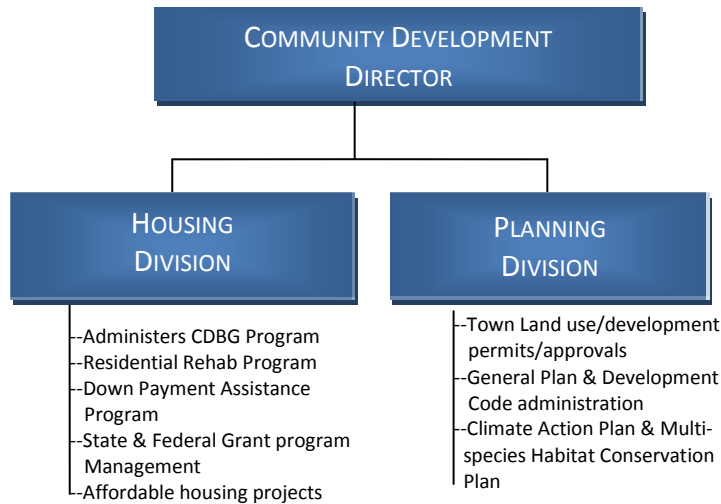 COMMUNITY DEVELOPMENT
DIRECTOR
HOUSING
DIVISION
--Administers CDBG Program
--Residential Rehab Program
--Down Payment Assistance
Program
--State & Federal Grant program
Management
--Affordable housing projects
PLANNING
DIVISION
--Town Land use/development
permits/approvals
--General Plan & Development
Code administration
--Climate Action Plan & Multi-
species Habitat Conservation
Plan